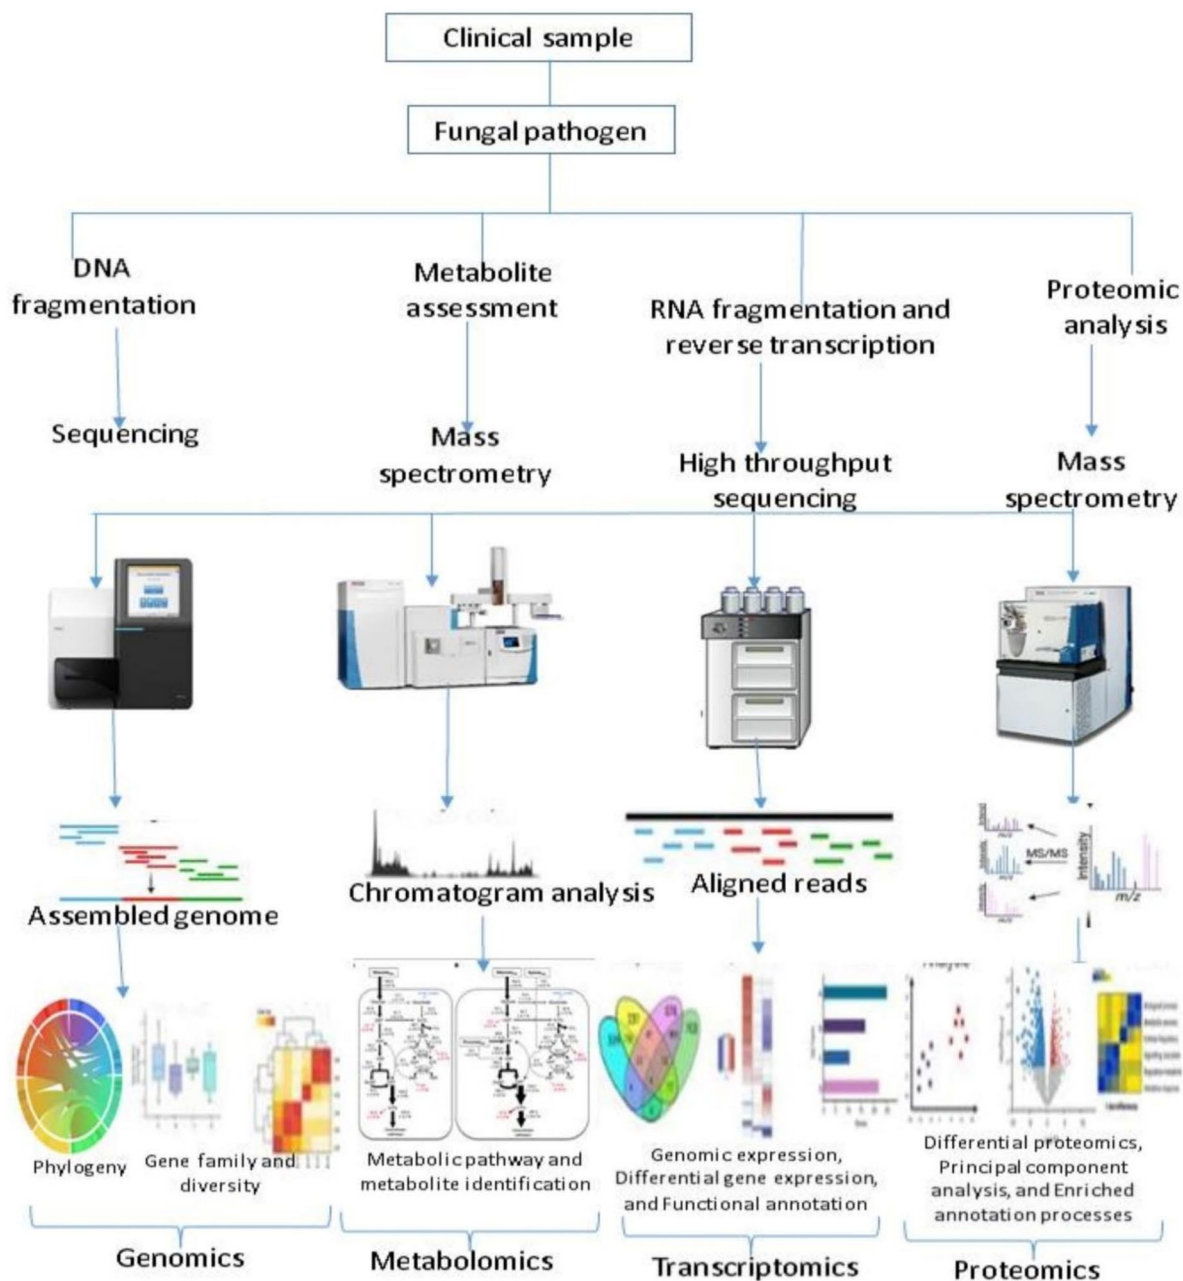 Clinical sample
Fungal pathogen
DNA
fragmentation
Sequencing
Metabolite
assessment
Mass
spectrometry
RNA fragmentation and
reverse transcription
High throughput
sequencing
Proteomic
analysis
Mass
spectrometry
Assembled genome
Chromatogram analysis
Aligned reads
MS/MS
Intensity
m/z
Phylogeny
Gene family and
diversity
Metabolic pathway and
metabolite identification
Genomic expression,
Differential gene expression,
and Functional annotation
Differential proteomics,
Principal component
analysis, and Enriched
annotation processes
Genomics
Metabolomics
Transcriptomics
Proteomics